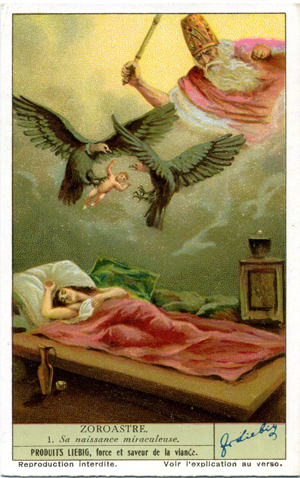 ZOROASTRE.
1. Sa naissance miraculeuse.
PRODUITS LIEBIG, force et saveur de la viande.
J. v. Liebig
Reproduction interdite. Voir l'explication au verso.